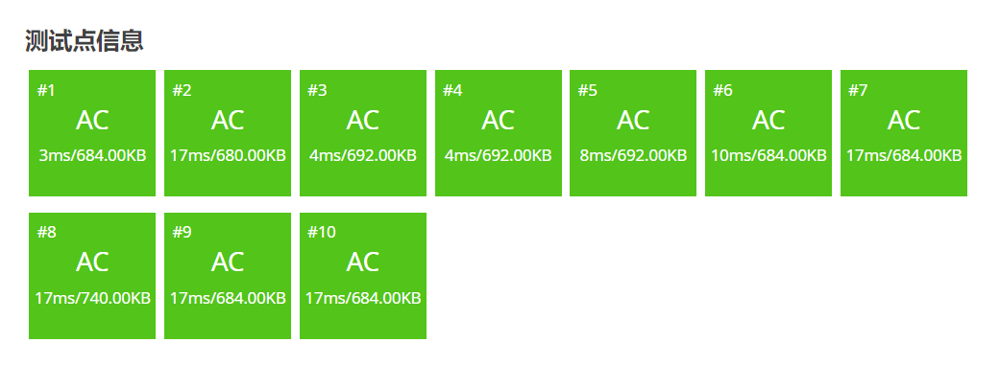 测试点信息
#1 #2 #3 #4 #5 #6 #7
AC AC AC AC AC AC AC
3ms/684.00KB 17ms/680.00KB 4ms/692.00KB 4ms/692.00KB 8ms/692.00KB 10ms/684.00KB 17ms/684.00KB
#8 #9 #10
AC AC AC
17ms/740.00KB 17ms/684.00KB 17ms/684.00KB